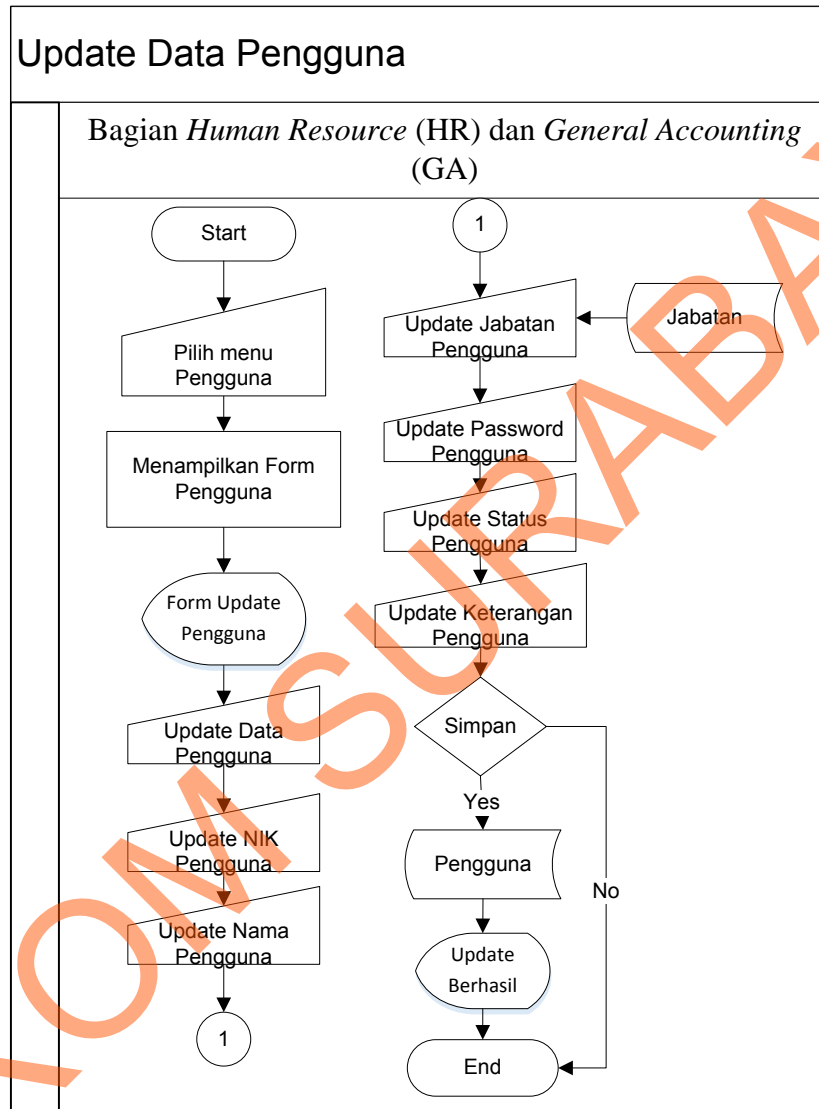 Update Data Pengguna
Bagian Human Resource (HR) dan General Accounting
(GA)
Start
Pilih menu
Pengguna
Menampilkan Form
Pengguna
Form Update
Pengguna
Update Data
Pengguna
Update NIK
Pengguna
Update Nama
Pengguna
1
1
Update Jabatan
Pengguna
Jabatan
Update Password
Pengguna
Update Status
Pengguna
Update Keterangan
Pengguna
Simpan
Yes
No
Pengguna
Update
Berhasil
End
OM SURABA